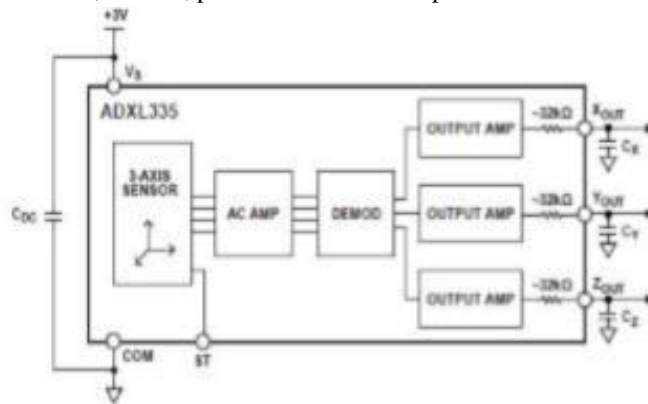 +3V
VS
ADXL335
3-AXIS
SENSOR
AC AMP
DEMOD
OUTPUT AMP
~32kΩ
XOUT
CX
OUTPUT AMP
~32kΩ
YOUT
CY
OUTPUT AMP
~32kΩ
ZOUT
CZ
CDC
COM
ST